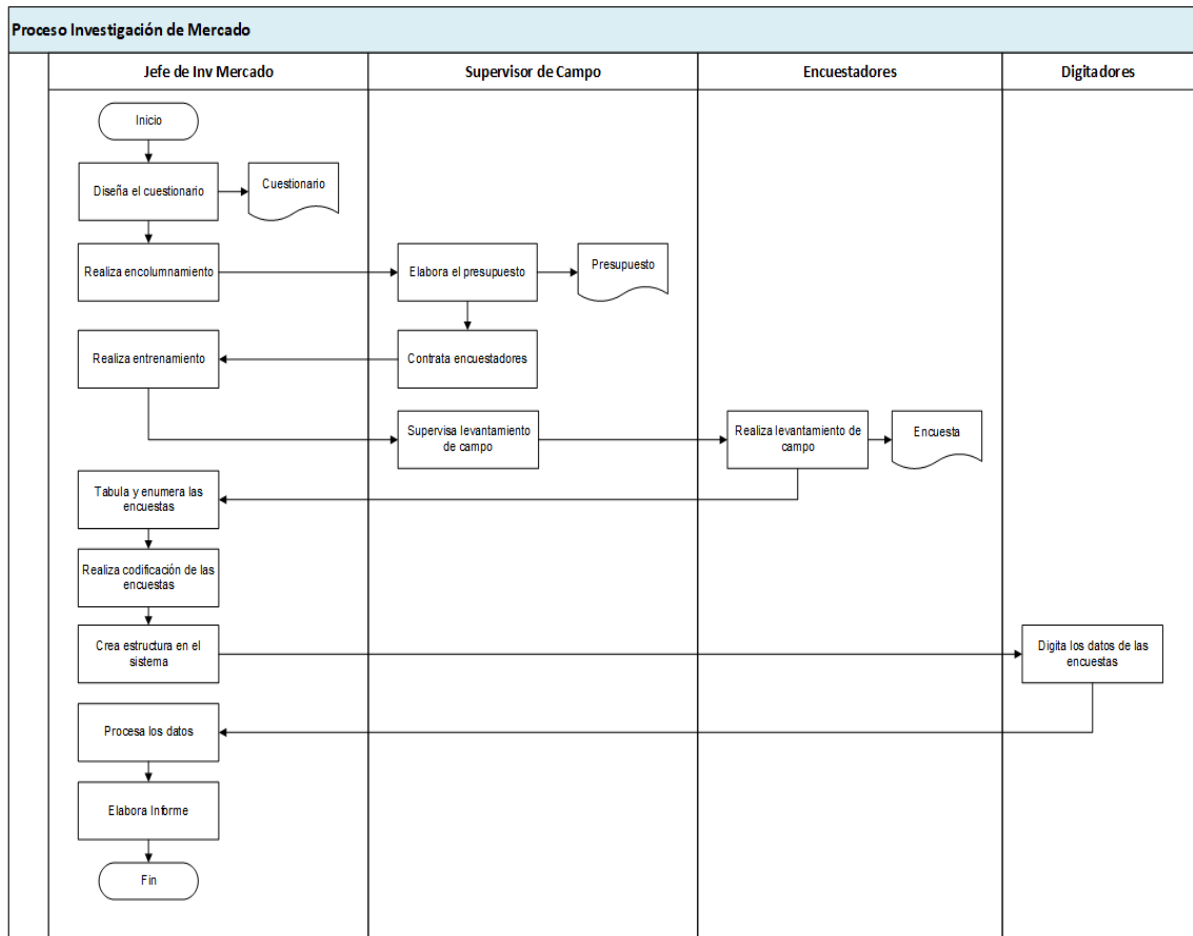 Proceso Investigación de Mercado
Jefe de Inv Mercado
Supervisor de Campo
Encuestadores
Digitadores
Inicio
Diseña el cuestionario
Cuestionario
Realiza encolumnamiento
Elabora el presupuesto
Presupuesto
Realiza entrenamiento
Contrata encuestadores
Supervisa levantamiento
de campo
Realiza levantamiento de
campo
Encuesta
Tabula y enumera las
encuestas
Realiza codificación de las
encuestas
Crea estructura en el
sistema
Digita los datos de las
encuestas
Procesa los datos
Elabora Informe
Fin